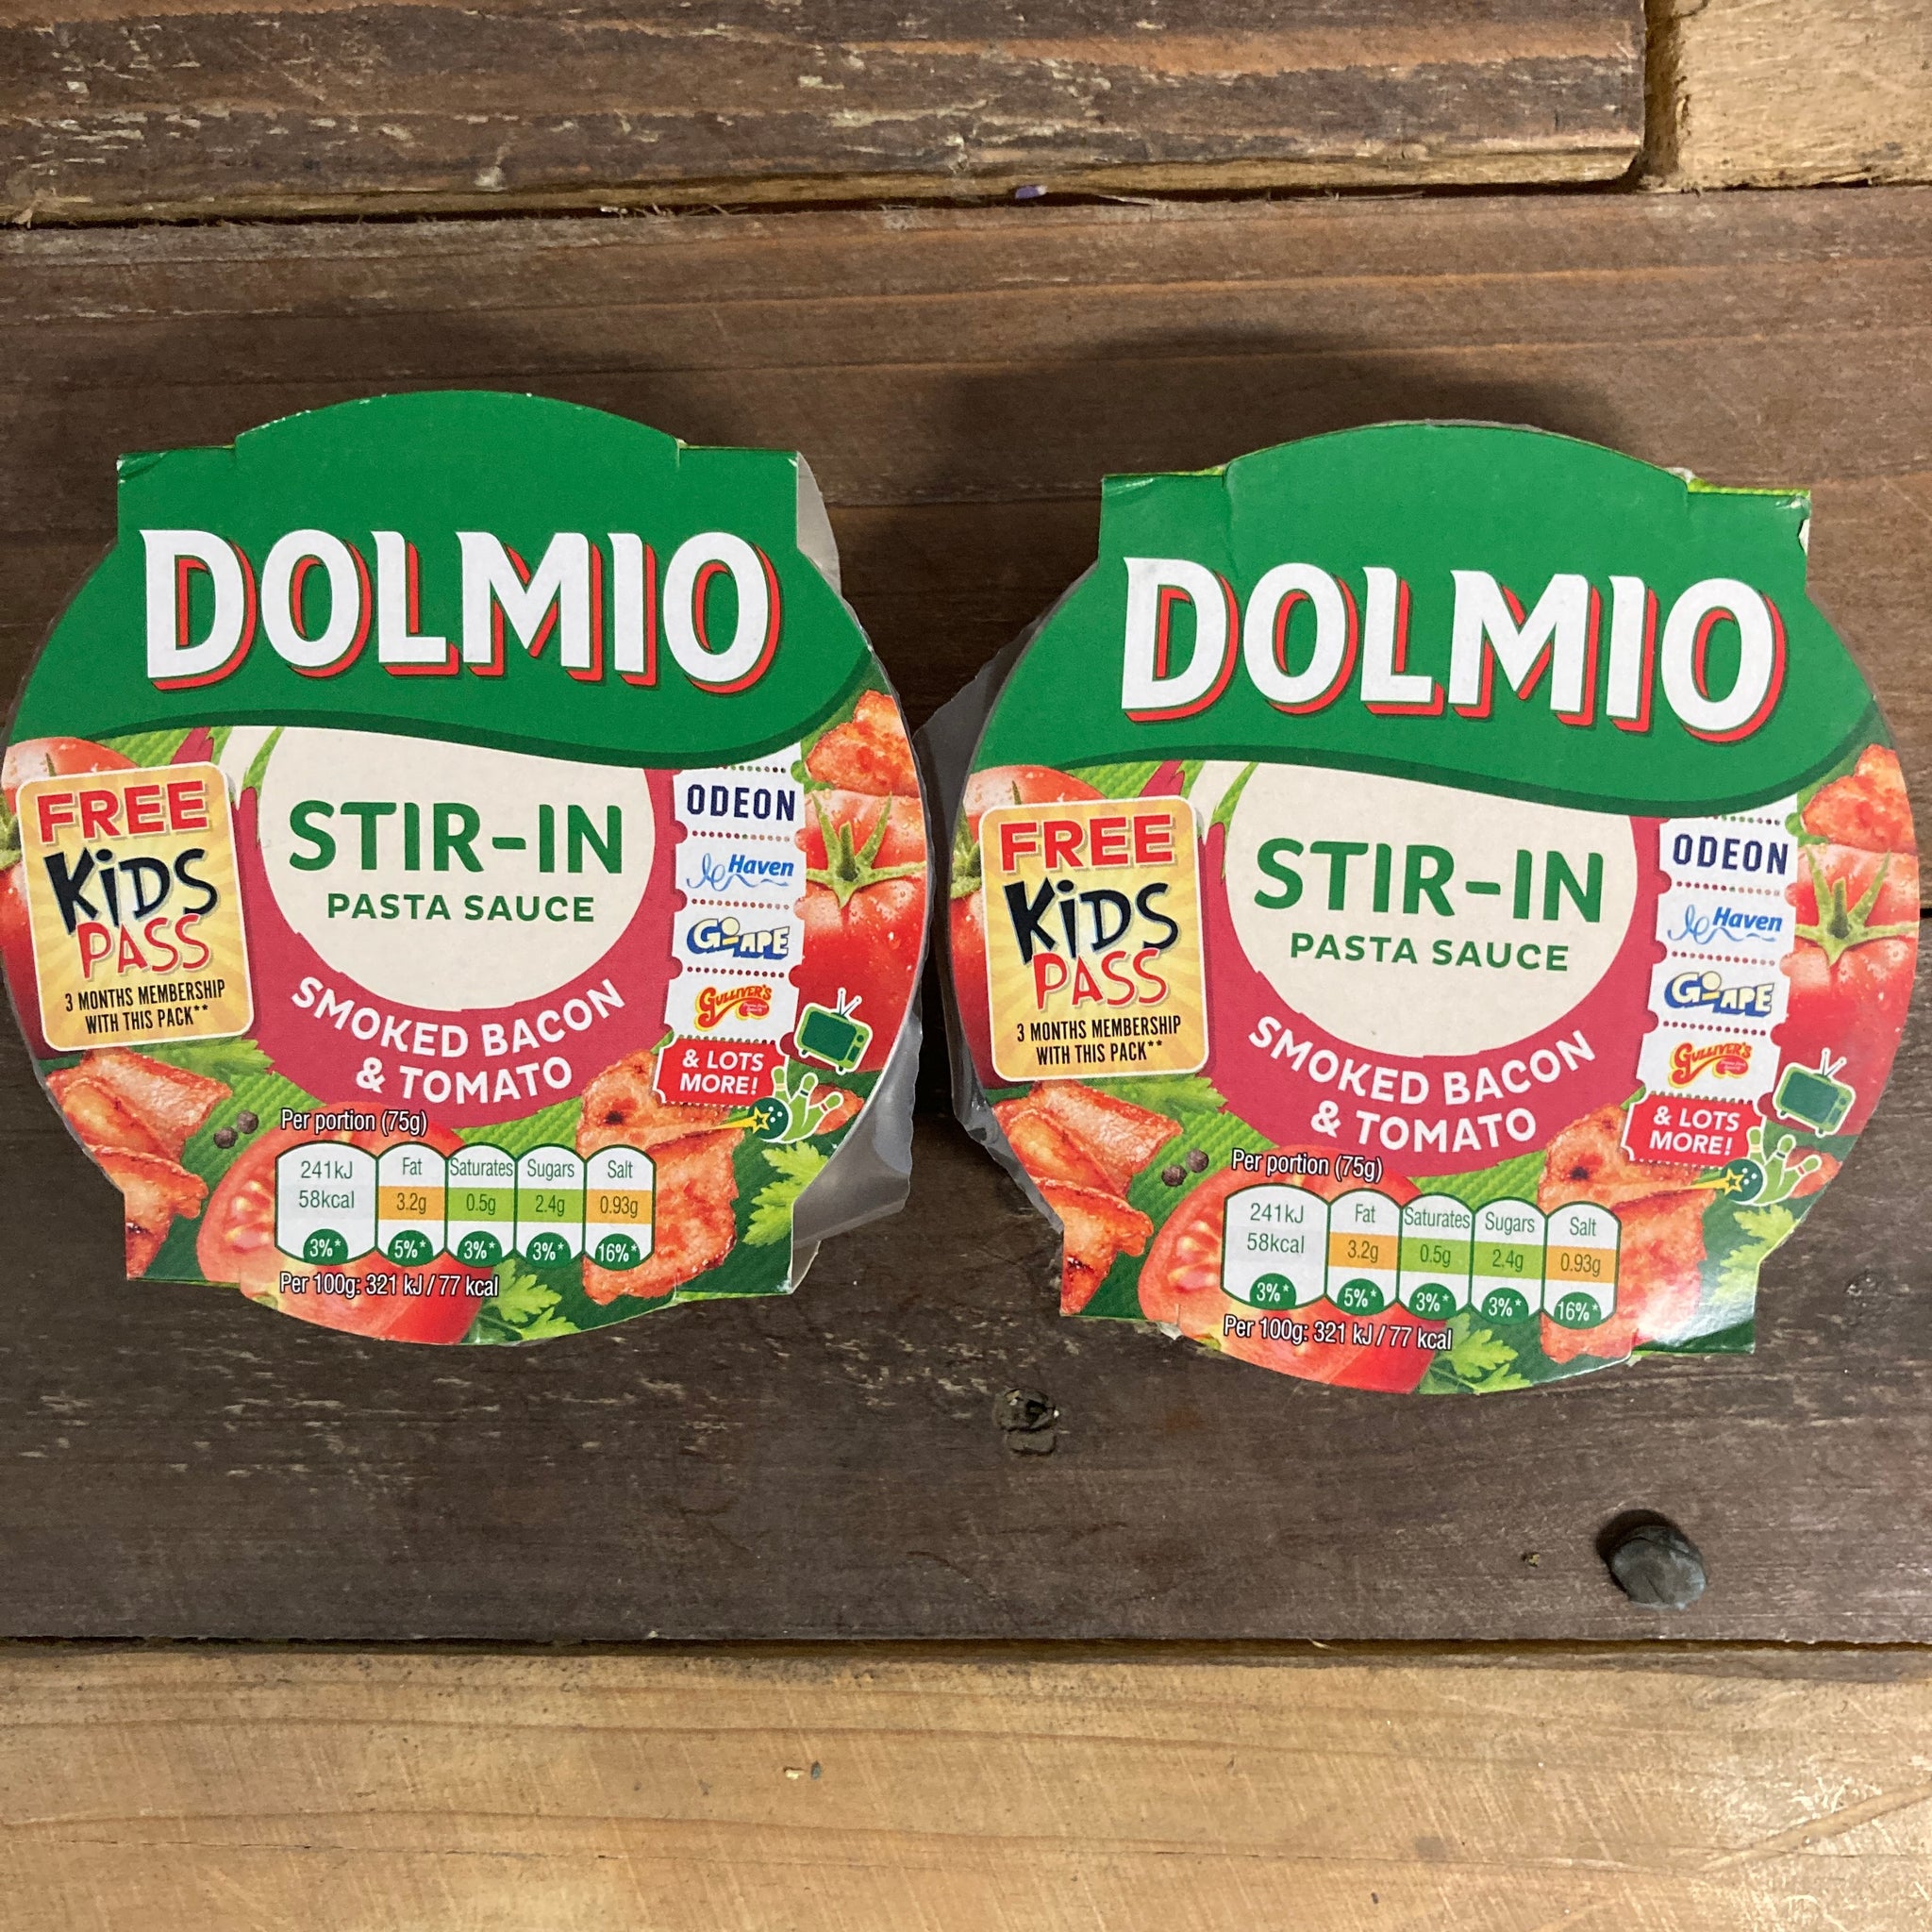 DOLMIO
STIR-IN
PASTA SAUCE
SMOKED BACON
& TOMATO
FREE
KiDS
PASS
3 MONTHS MEMBERSHIP
WITH THIS PACK**
ODEON
Haven
Go APE
GULLIVER'S
& LOTS
MORE!
Per portion (75g)
241kJ
58kcal
3%*
Fat
3.2g
5%*
Saturates
0.5g
3%*
Sugars
2.4g
3%*
Salt
0.93g
16%*
Per 100g: 321 kJ / 77 kcal
DOLMIO
STIR-IN
PASTA SAUCE
SMOKED BACON
& TOMATO
FREE
KiDS
PASS
3 MONTHS MEMBERSHIP
WITH THIS PACK**
ODEON
Haven
Go APE
GULLIVER'S
& LOTS
MORE!
Per portion (75g)
241kJ
58kcal
3%*
Fat
3.2g
5%*
Saturates
0.5g
3%*
Sugars
2.4g
3%*
Salt
0.93g
16%*
Per 100g: 321 kJ / 77 kcal